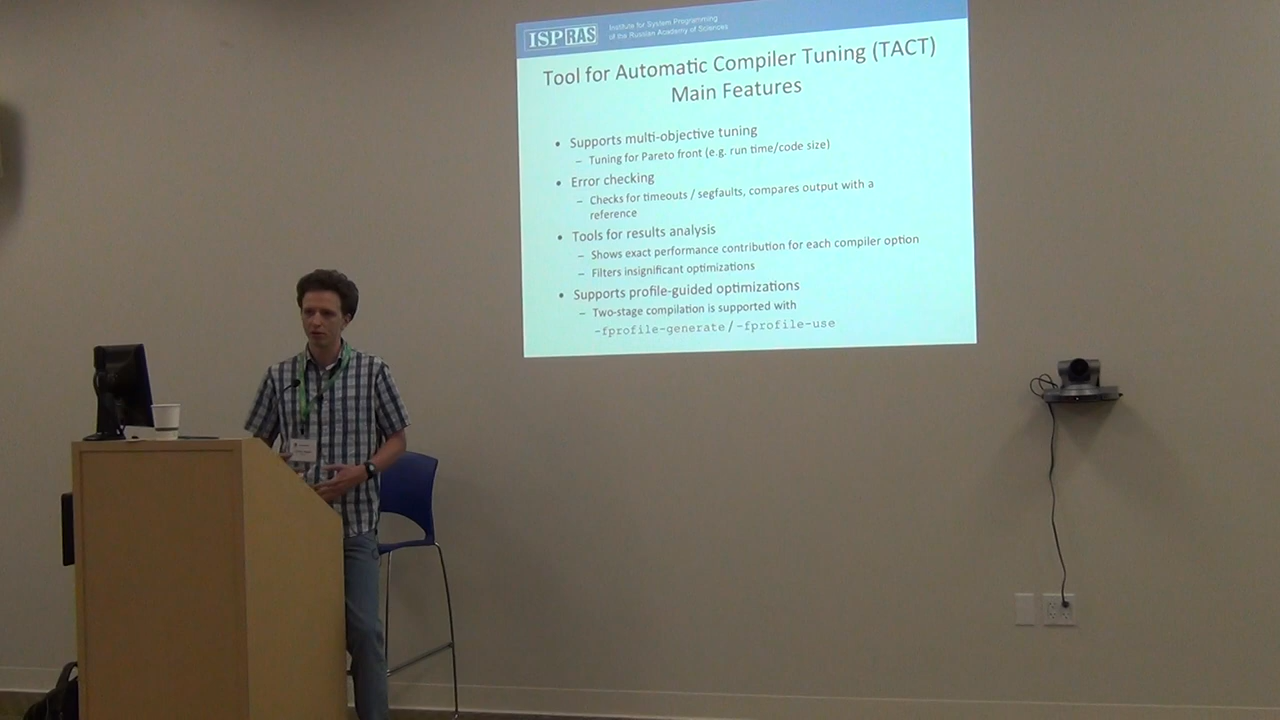 ISPRAS Institute for System Programming
of the Russian Academy of Sciences
Tool for Automatic Compiler Tuning (TACT)
Main Features
• Supports multi-objective tuning
– Tuning for Pareto front (e.g. run time/code size)
• Error checking
– Checks for timeouts / segfaults, compares output with a
reference
• Tools for results analysis
– Shows exact performance contribution for each compiler option
– Filters insignificant optimizations
• Supports profile-guided optimizations
– Two-stage compilation is supported with
-fprofile-generate / -fprofile-use